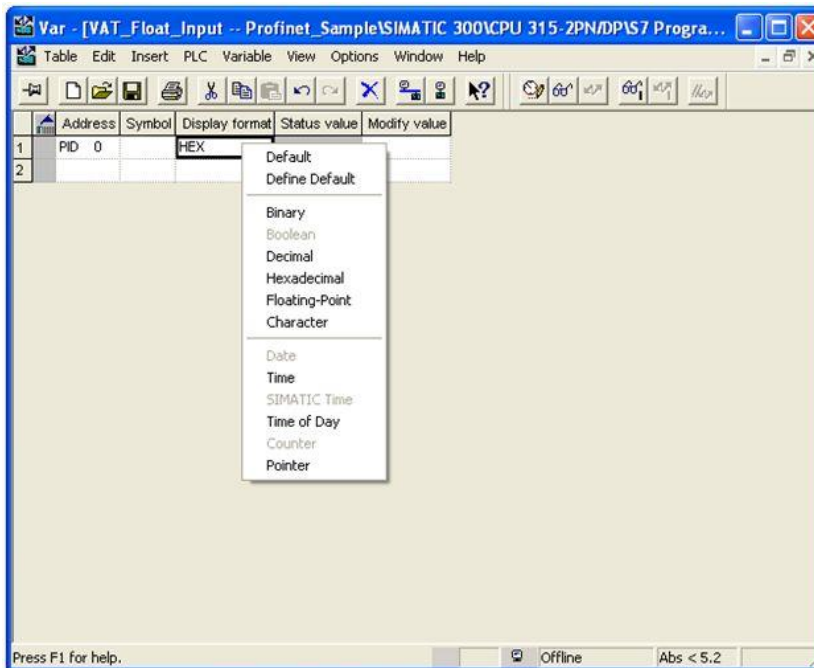 Var - [VAT_Float_Input -- Profinet_Sample\SIMATIC 300\CPU 315-2PN/DP\S7 Progra...
Table Edit Insert PLC Variable View Options Window Help
Address Symbol Display format Status value Modify value
1 PID 0 HEX
2
Default
Define Default
Binary
Boolean
Decimal
Hexadecimal
Floating-Point
Character
Date
Time
SIMATIC Time
Time of Day
Counter
Pointer
Press F1 for help. Offline Abs < 5.2